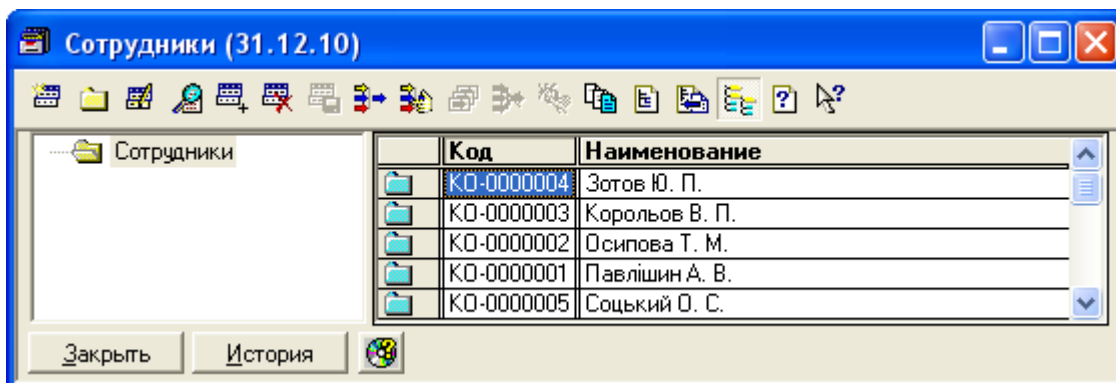 Сотрудники (31.12.10)
Сотрудники
Код Наименование
КО-0000004 Зотов Ю. П.
КО-0000003 Корольов В. П.
КО-0000002 Осипова Т. М.
КО-0000001 Павлішин А. В.
КО-0000005 Соцький О. С.
Закрыть История